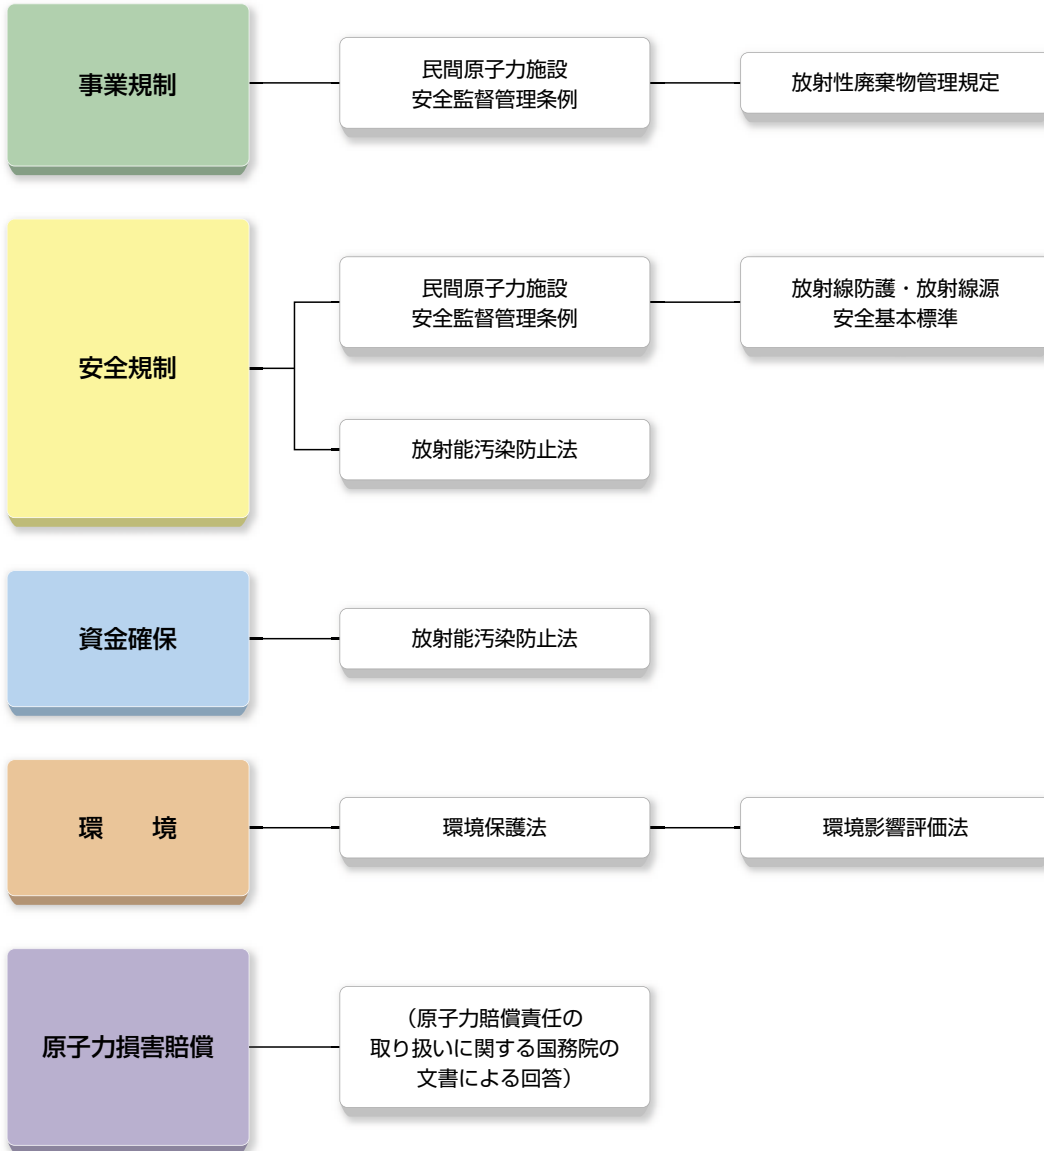 事業規制
民間原子力施設
安全監督管理条例
放射性廃棄物管理規定
安全規制
民間原子力施設
安全監督管理条例
放射線防護・放射線源
安全基本標準
放射能汚染防止法
資金確保
放射能汚染防止法
環　　境
環境保護法
環境影響評価法
原子力損害賠償
（原子力賠償責任の
取り扱いに関する国務院の
文書による回答）